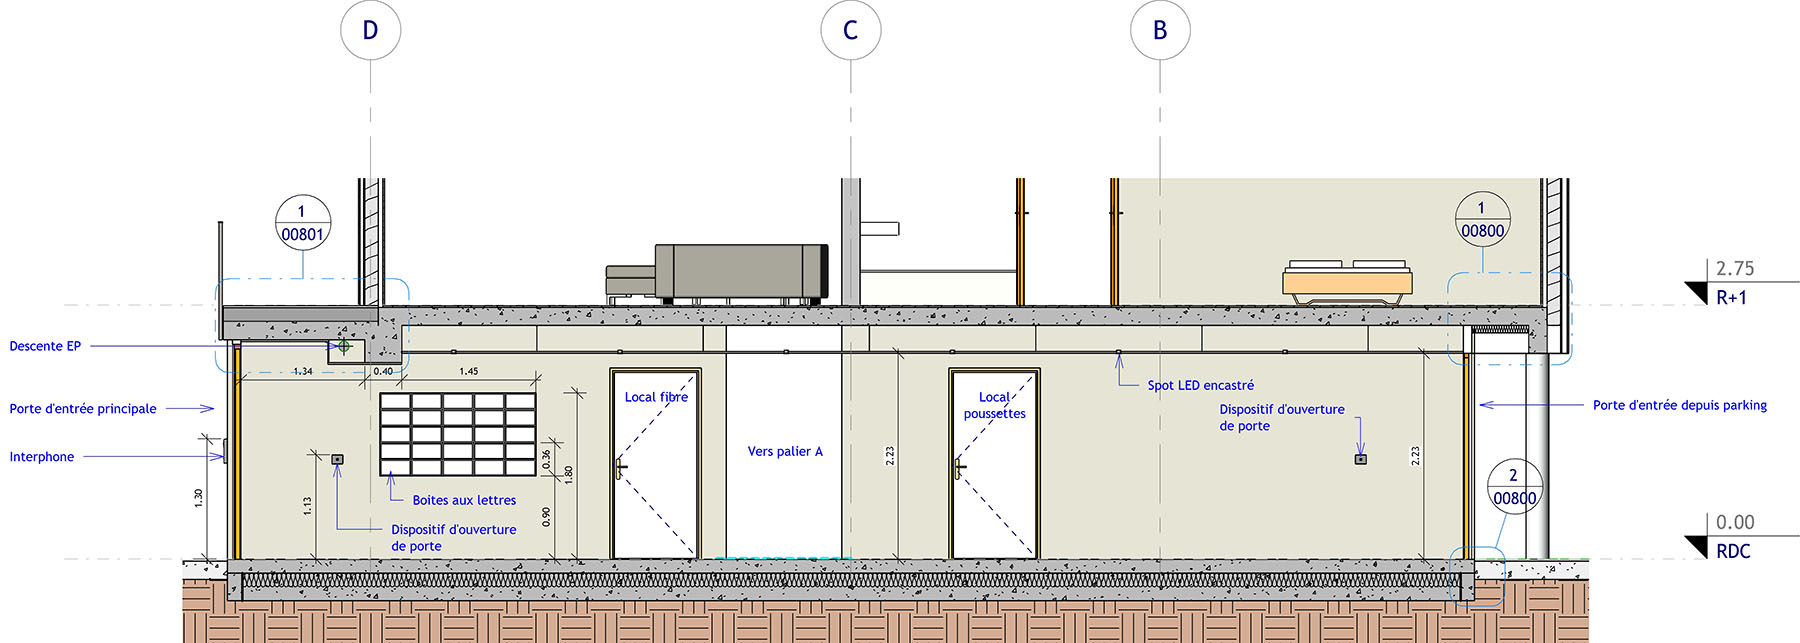 D
C
B
1
00801
1
00800
2.75
R+1
Descente EP
1.34
0.40
1.45
Spot LED encastré
Porte d'entrée principale
Local fibre
Local
poussettes
Dispositif d'ouverture
de porte
Porte d'entrée depuis parking
Interphone
Vers palier A
2.23
2.23
0.36
1.80
1.30
1.13
0.90
Boites aux lettres
Dispositif d'ouverture
de porte
2
00800
0.00
RDC